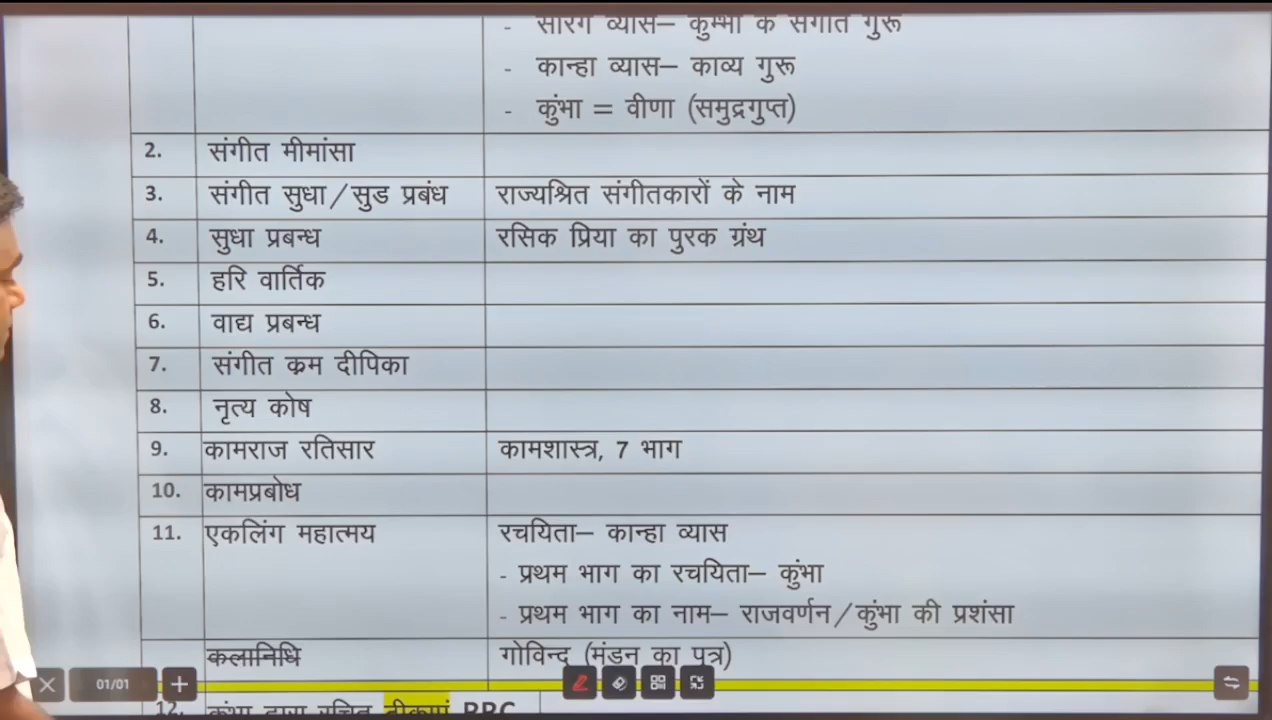 - सारंग व्यास– कुम्भा के संगीत गुरू
- कान्हा व्यास– काव्य गुरू
- कुंभा = वीणा (समुद्रगुप्त)
2. संगीत मीमांसा
3. संगीत सुधा/सुड प्रबंध राज्यश्रित संगीतकारों के नाम
4. सुधा प्रबन्ध रसिक प्रिया का पुरक ग्रंथ
5. हरि वार्तिक
6. वाद्य प्रबन्ध
7. संगीत क्रम दीपिका
8. नृत्य कोष
9. कामराज रतिसार कामशास्त्र, 7 भाग
10. कामप्रबोध
11. एकलिंग महात्मय रचयिता– कान्हा व्यास
- प्रथम भाग का रचयिता– कुंभा
- प्रथम भाग का नाम– राजवर्णन/कुंभा की प्रशंसा
कलानिधि गोविन्द (मंडन का पुत्र)
01/01
12. कुंभा द्वारा रचित टीकाएं